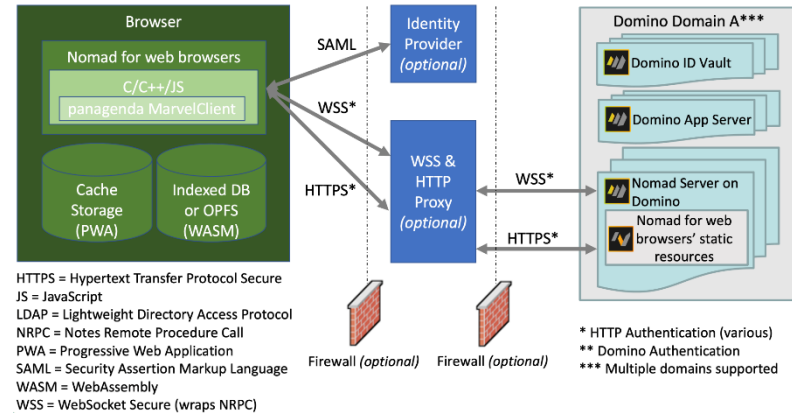 Browser
Nomad for web browsers
C/C++/JS
panagenda MarvelClient
Cache
Storage
(PWA)
Indexed DB
or OPFS
(WASM)
SAML
WSS*
HTTPS*
Identity
Provider
(optional)
WSS &
HTTP
Proxy
(optional)
WSS*
HTTPS*
Domino Domain A***
Domino ID Vault
Domino App Server
Nomad Server on
Domino
Nomad for web
browsers' static
resources
HTTPS = Hypertext Transfer Protocol Secure
JS = JavaScript
LDAP = Lightweight Directory Access Protocol
NRPC = Notes Remote Procedure Call
PWA = Progressive Web Application
SAML = Security Assertion Markup Language
WASM = WebAssembly
WSS = WebSocket Secure (wraps NRPC)
Firewall (optional)
Firewall (optional)
* HTTP Authentication (various)
** Domino Authentication
*** Multiple domains supported